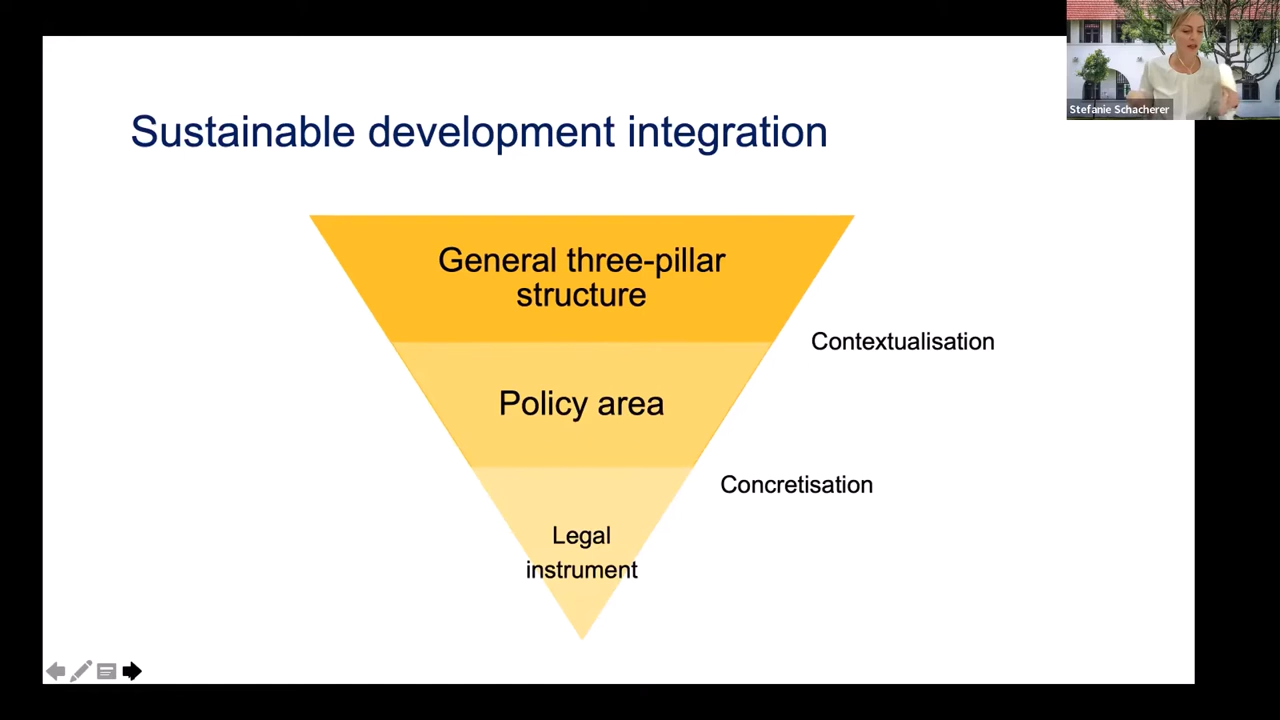 Stefanie Schacherer
Sustainable development integration
General three-pillar
structure
Contextualisation
Policy area
Concretisation
Legal
instrument